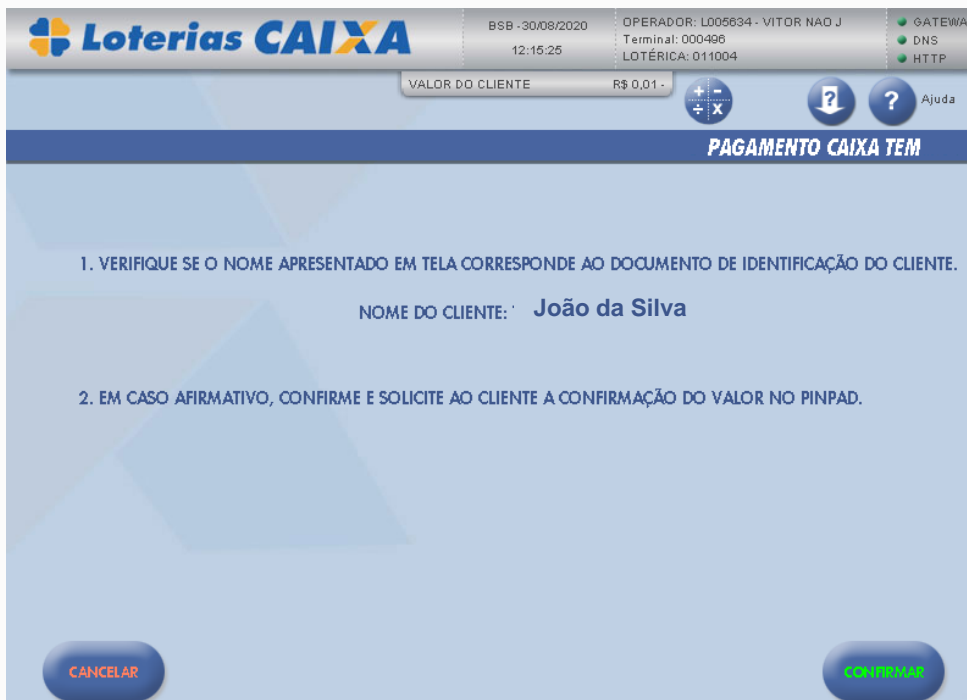 Loterias CAIXA
BSB - 30/08/2020
12:15:25
OPERADOR: L005634 - VITOR NAO J
Terminal: 000496
LOTÉRICA: 011004
GATEWA
DNS
HTTP
VALOR DO CLIENTE R$ 0,01 -
+ -
÷ x
?
?
Ajuda
PAGAMENTO CAIXA TEM
1. VERIFIQUE SE O NOME APRESENTADO EM TELA CORRESPONDE AO DOCUMENTO DE IDENTIFICAÇÃO DO CLIENTE.
NOME DO CLIENTE: João da Silva
2. EM CASO AFIRMATIVO, CONFIRME E SOLICITE AO CLIENTE A CONFIRMAÇÃO DO VALOR NO PINPAD.
CANCELAR
CONFIRMAR